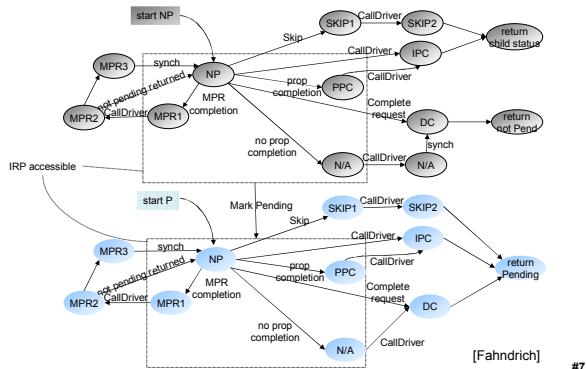 start NP
SKIP1
CallDriver
SKIP2
Skip
return
child status
CallDriver
IPC
MPR3
synch
NP
prop
completion
PPC
CallDriver
not pending returned
MPR
completion
Complete
request
MPR2
CallDriver
MPR1
DC
return
not Pend
no prop
completion
synch
IRP accessible
N/A
CallDriver
N/A
start P
Mark Pending
SKIP1
CallDriver
SKIP2
Skip
CallDriver
IPC
MPR3
synch
NP
prop
completion
PPC
CallDriver
return
Pending
not pending returned
MPR
completion
Complete
request
MPR2
CallDriver
MPR1
DC
no prop
completion
N/A
CallDriver
[Fahndrich]
#7